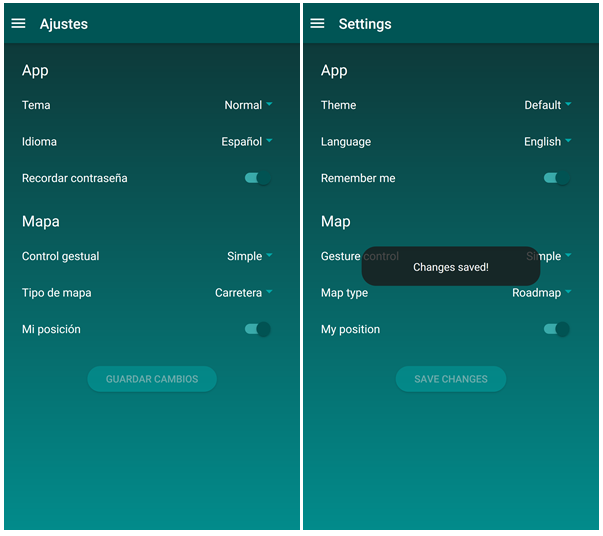 Ajustes
App
Tema Normal
Idioma Español
Recordar contraseña
Mapa
Control gestual Simple
Tipo de mapa Carretera
Mi posición
GUARDAR CAMBIOS
Settings
App
Theme Default
Language English
Remember me
Map
Gesture control Simple
Changes saved!
Map type Roadmap
My position
SAVE CHANGES